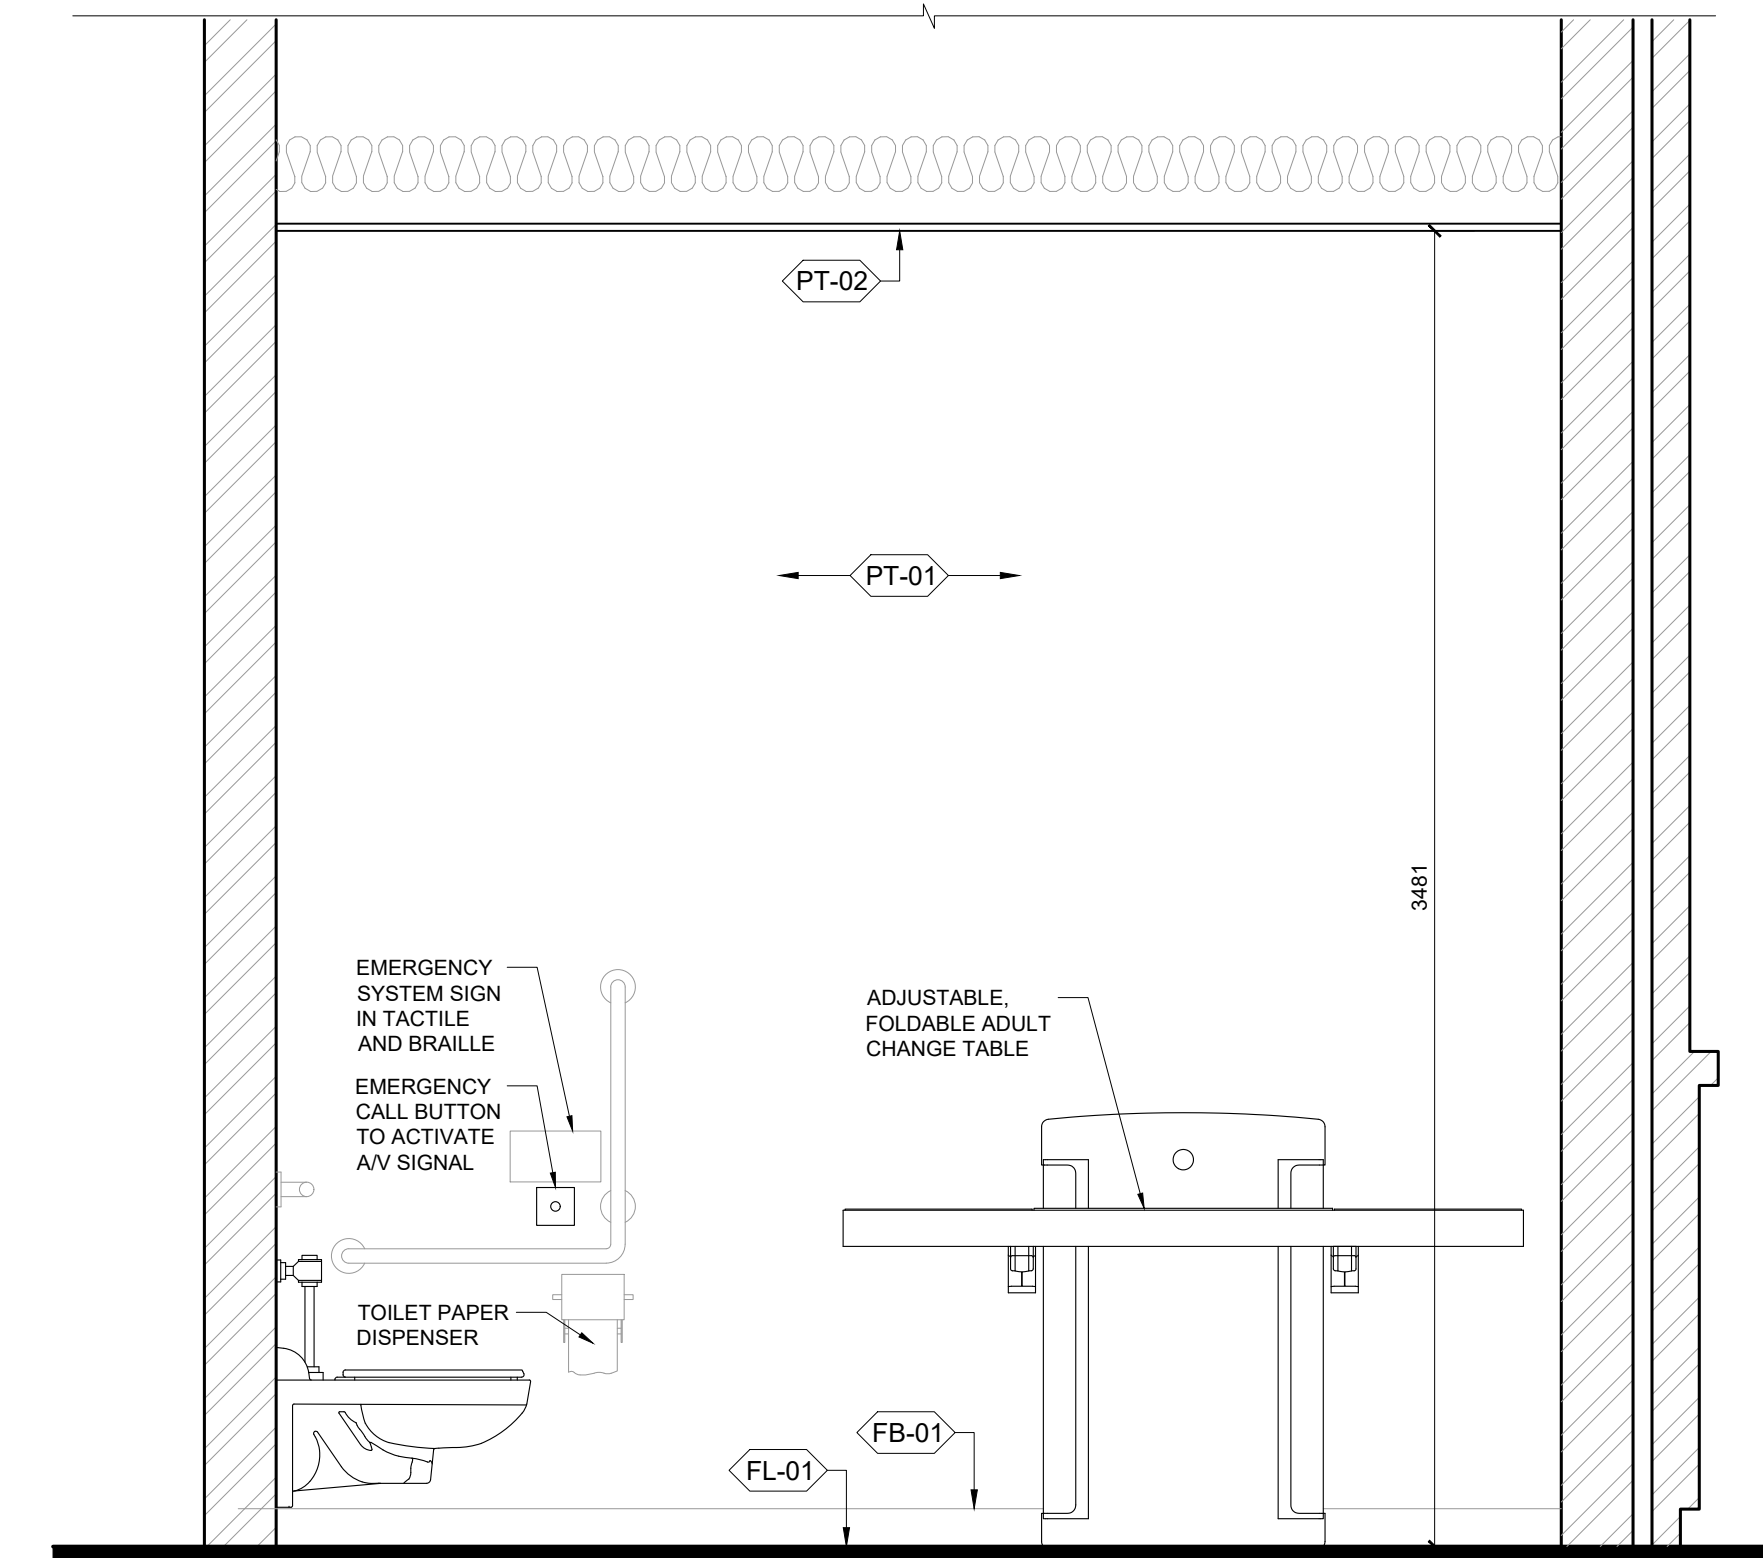 PT-02
PT-01
3481
EMERGENCY
SYSTEM SIGN
IN TACTILE
AND BRAILLE
ADJUSTABLE,
FOLDABLE ADULT
CHANGE TABLE
EMERGENCY
CALL BUTTON
TO ACTIVATE
A/V SIGNAL
TOILET PAPER
DISPENSER
FB-01
FL-01